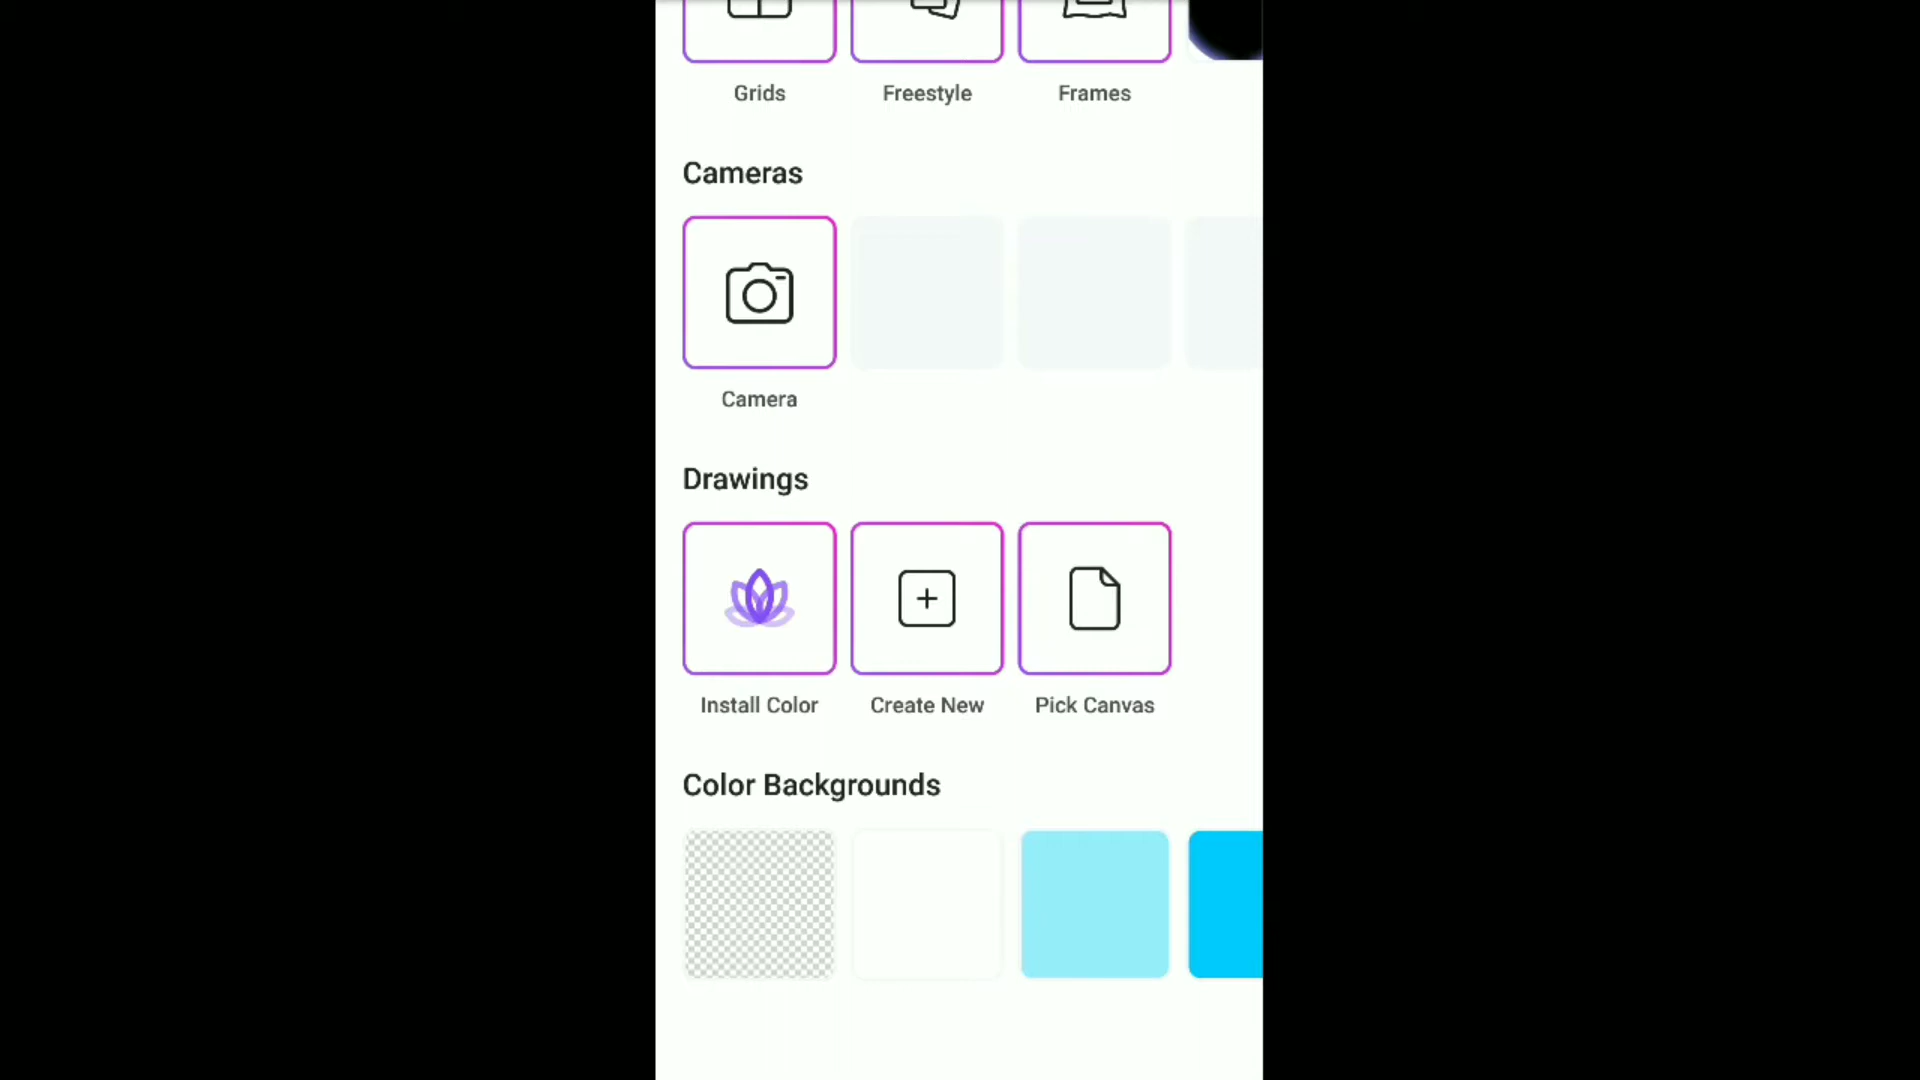 Grids
Freestyle
Frames
Cameras
Camera
Drawings
Install Color
Create New
Pick Canvas
Color Backgrounds